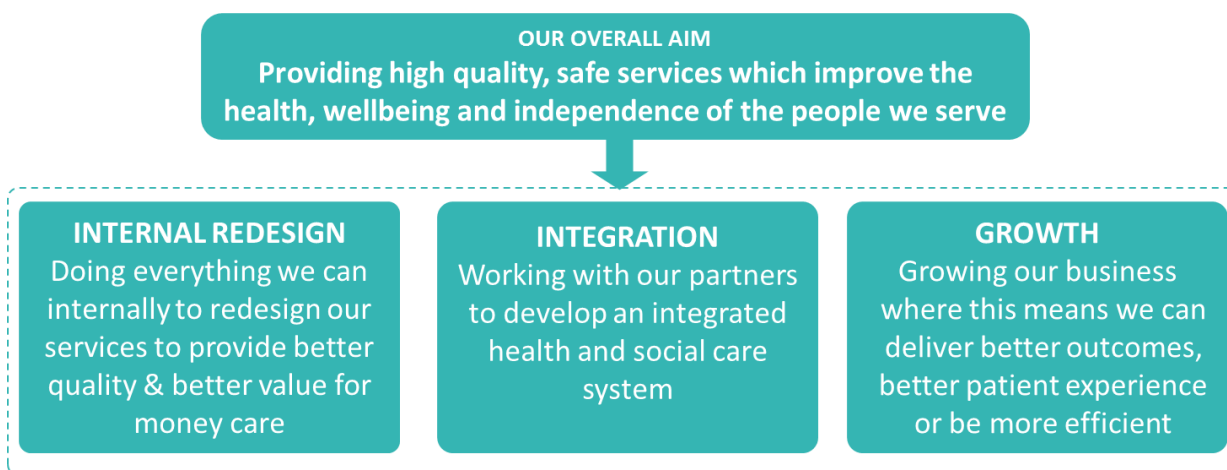 OUR OVERALL AIM
Providing high quality, safe services which improve the
health, wellbeing and independence of the people we serve
INTERNAL REDESIGN
Doing everything we can
internally to redesign our
services to provide better
quality & better value for
money care
INTEGRATION
Working with our partners
to develop an integrated
health and social care
system
GROWTH
Growing our business
where this means we can
deliver better outcomes,
better patient experience
or be more efficient